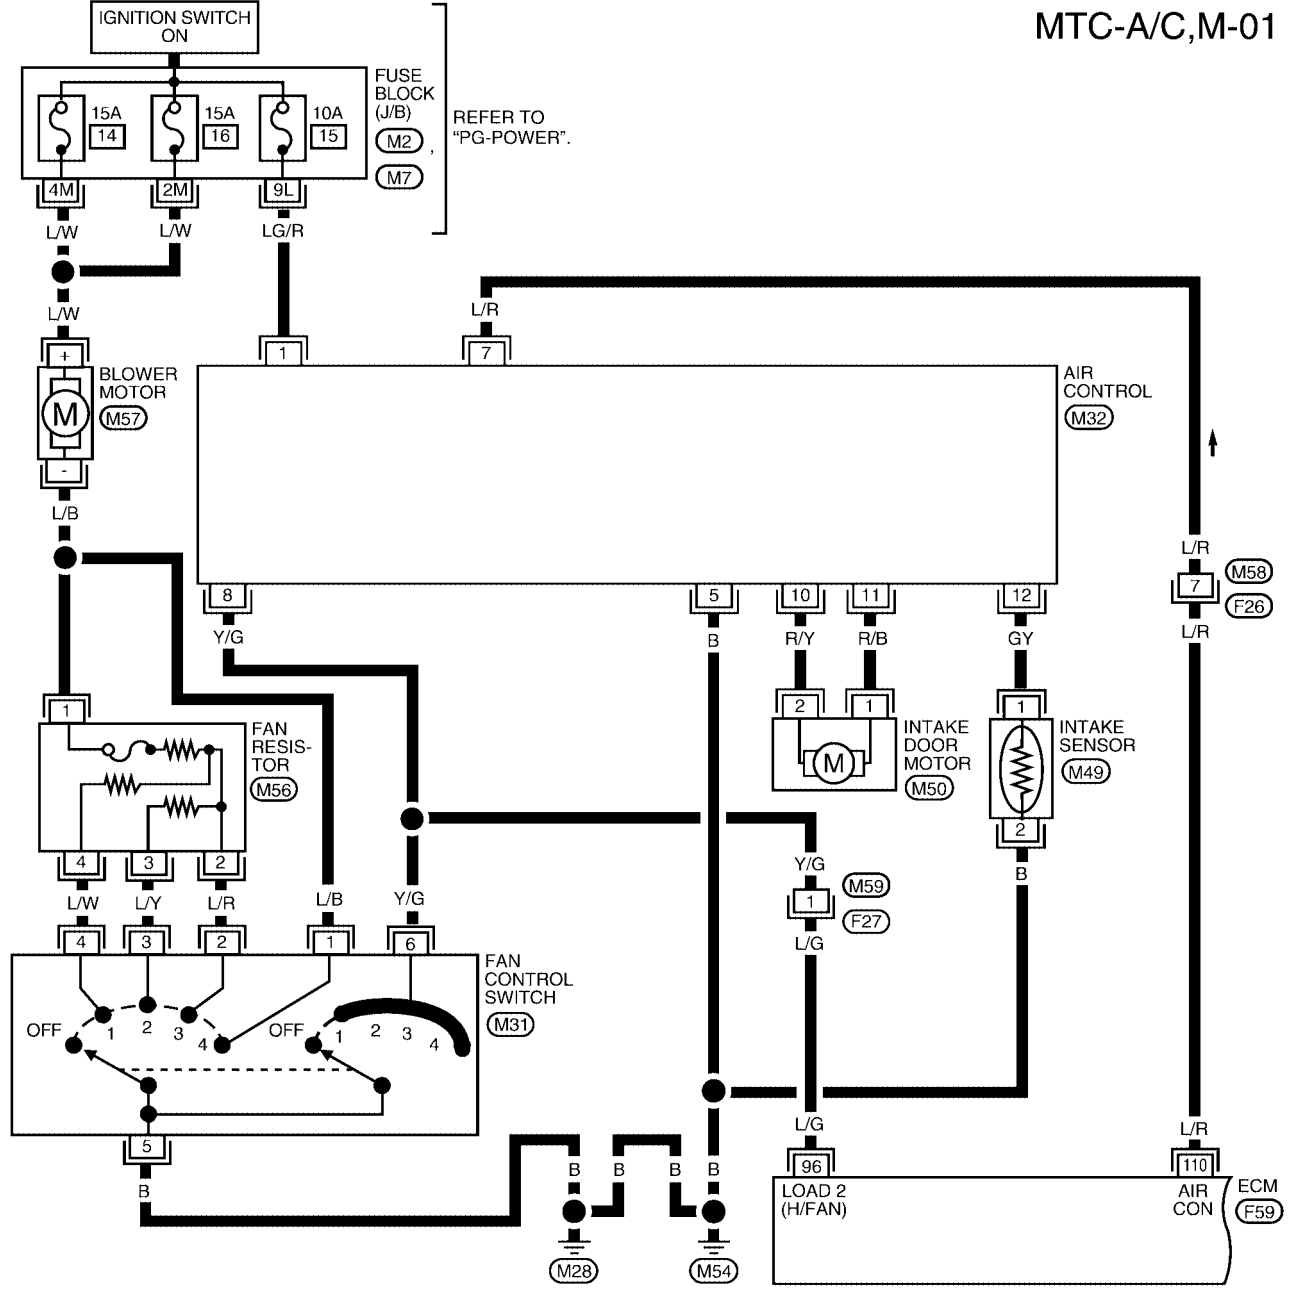 MTC-A/C,M-01
IGNITION SWITCH
ON
FUSE
BLOCK
(J/B)
M2 ,
M7
REFER TO
"PG-POWER".
15A
14
15A
16
10A
15
4M
2M
9L
L/W
L/W
LG/R
L/W
L/R
+
1
7
BLOWER
MOTOR
M57
M
-
AIR
CONTROL
M32
L/B
L/R
7
M58
F26
L/R
8
5
10
11
12
Y/G
B
R/Y
R/B
GY
1
2
1
1
FAN
RESIS-
TOR
M56
INTAKE
DOOR
MOTOR
M50
M
INTAKE
SENSOR
M49
2
B
4
3
2
L/W
L/Y
L/R
L/B
Y/G
Y/G
1
M59
F27
L/G
4
3
2
1
6
FAN
CONTROL
SWITCH
M31
OFF
1
2
3
4
OFF
1
2
3
4
5
B
B
B
B
B
L/G
L/R
96
110
LOAD 2
(H/FAN)
AIR
CON
ECM
F59
M28
M54